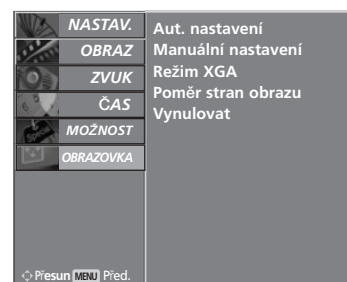 NASTAV.
OBRAZ
ZVUK
ČAS
MOŽNOST
OBRAZOVKA
Aut. nastavení
Manuální nastavení
Režim XGA
Poměr stran obrazu
Vynulovat
Přesun MENU Před.